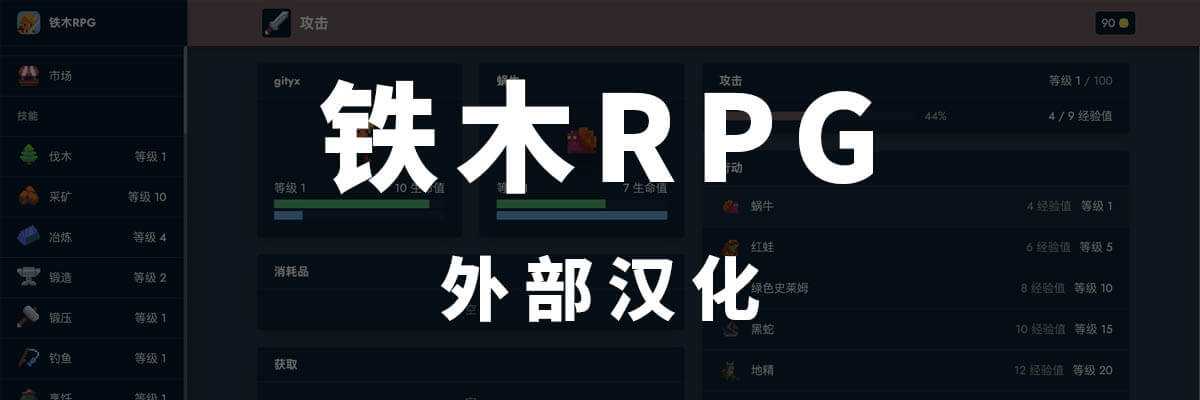 铁木RPG
攻击
90
市场
技能
伐木 等级 1
采矿 等级 10
冶炼 等级 4
锻造 等级 2
锻压 等级 1
钓鱼 等级 1
烹饪 等级 1
gityx
蜗牛
铁木RPG
等级 1 10 生命值
7 生命值
外部汉化
消耗品
空
获取
攻击 等级 1 / 100
44% 4 / 9 经验值
行动
蜗牛 4 经验值 等级 1
红蛙 6 经验值 等级 5
绿色史莱姆 8 经验值 等级 10
黑蛇 10 经验值 等级 15
地精 12 经验值 等级 20